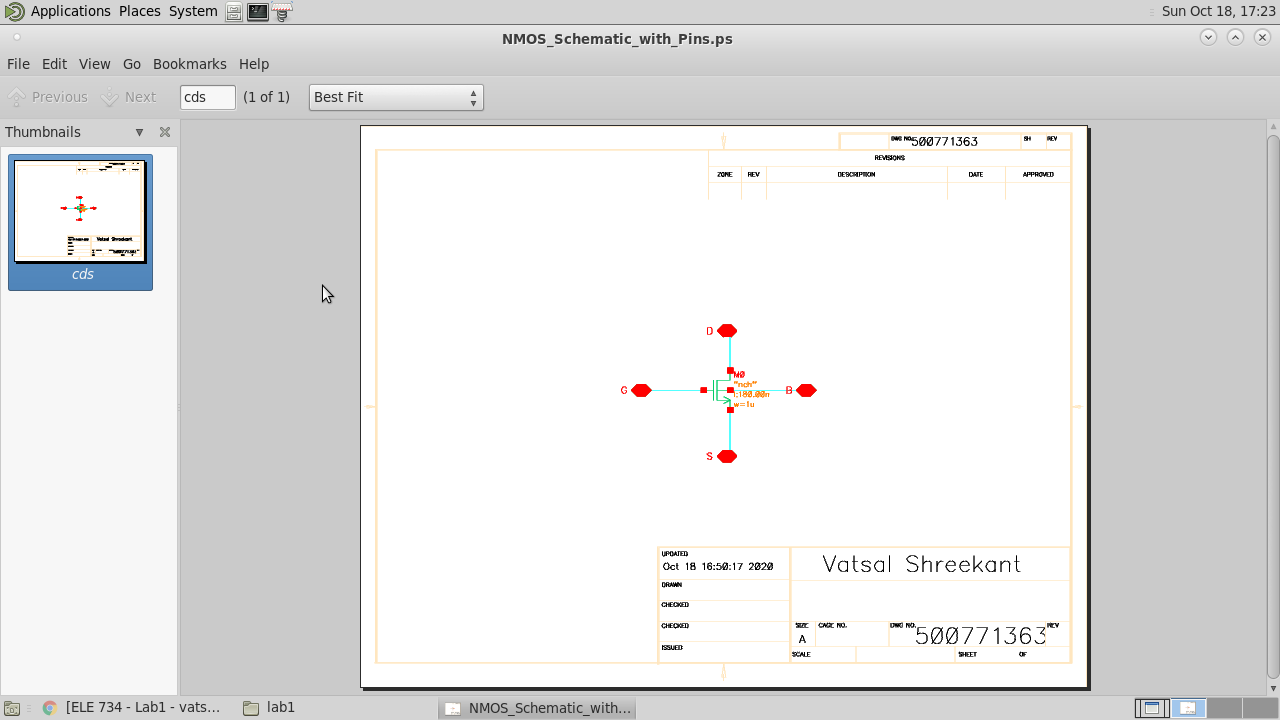 Applications Places System
Sun Oct 18, 17:23
NMOS_Schematic_with_Pins.ps
File Edit View Go Bookmarks Help
Previous Next cds (1 of 1) Best Fit
Thumbnails
cds
DWG NO. 500771363 SH REV
REVISIONS
ZONE REV DESCRIPTION DATE APPROVED
D
M0
"nch"
G
B
l:180.00n
w=1u
S
UPDATED
Oct 18 16:50:17 2020
Vatsal Shreekant
DRAWN
CHECKED
CHECKED
ISSUED
SIZE CAGE NO. DWG NO. REV
A 500771363
SCALE SHEET OF
[ELE 734 - Lab1 - vats... lab1 NMOS_Schematic_with...